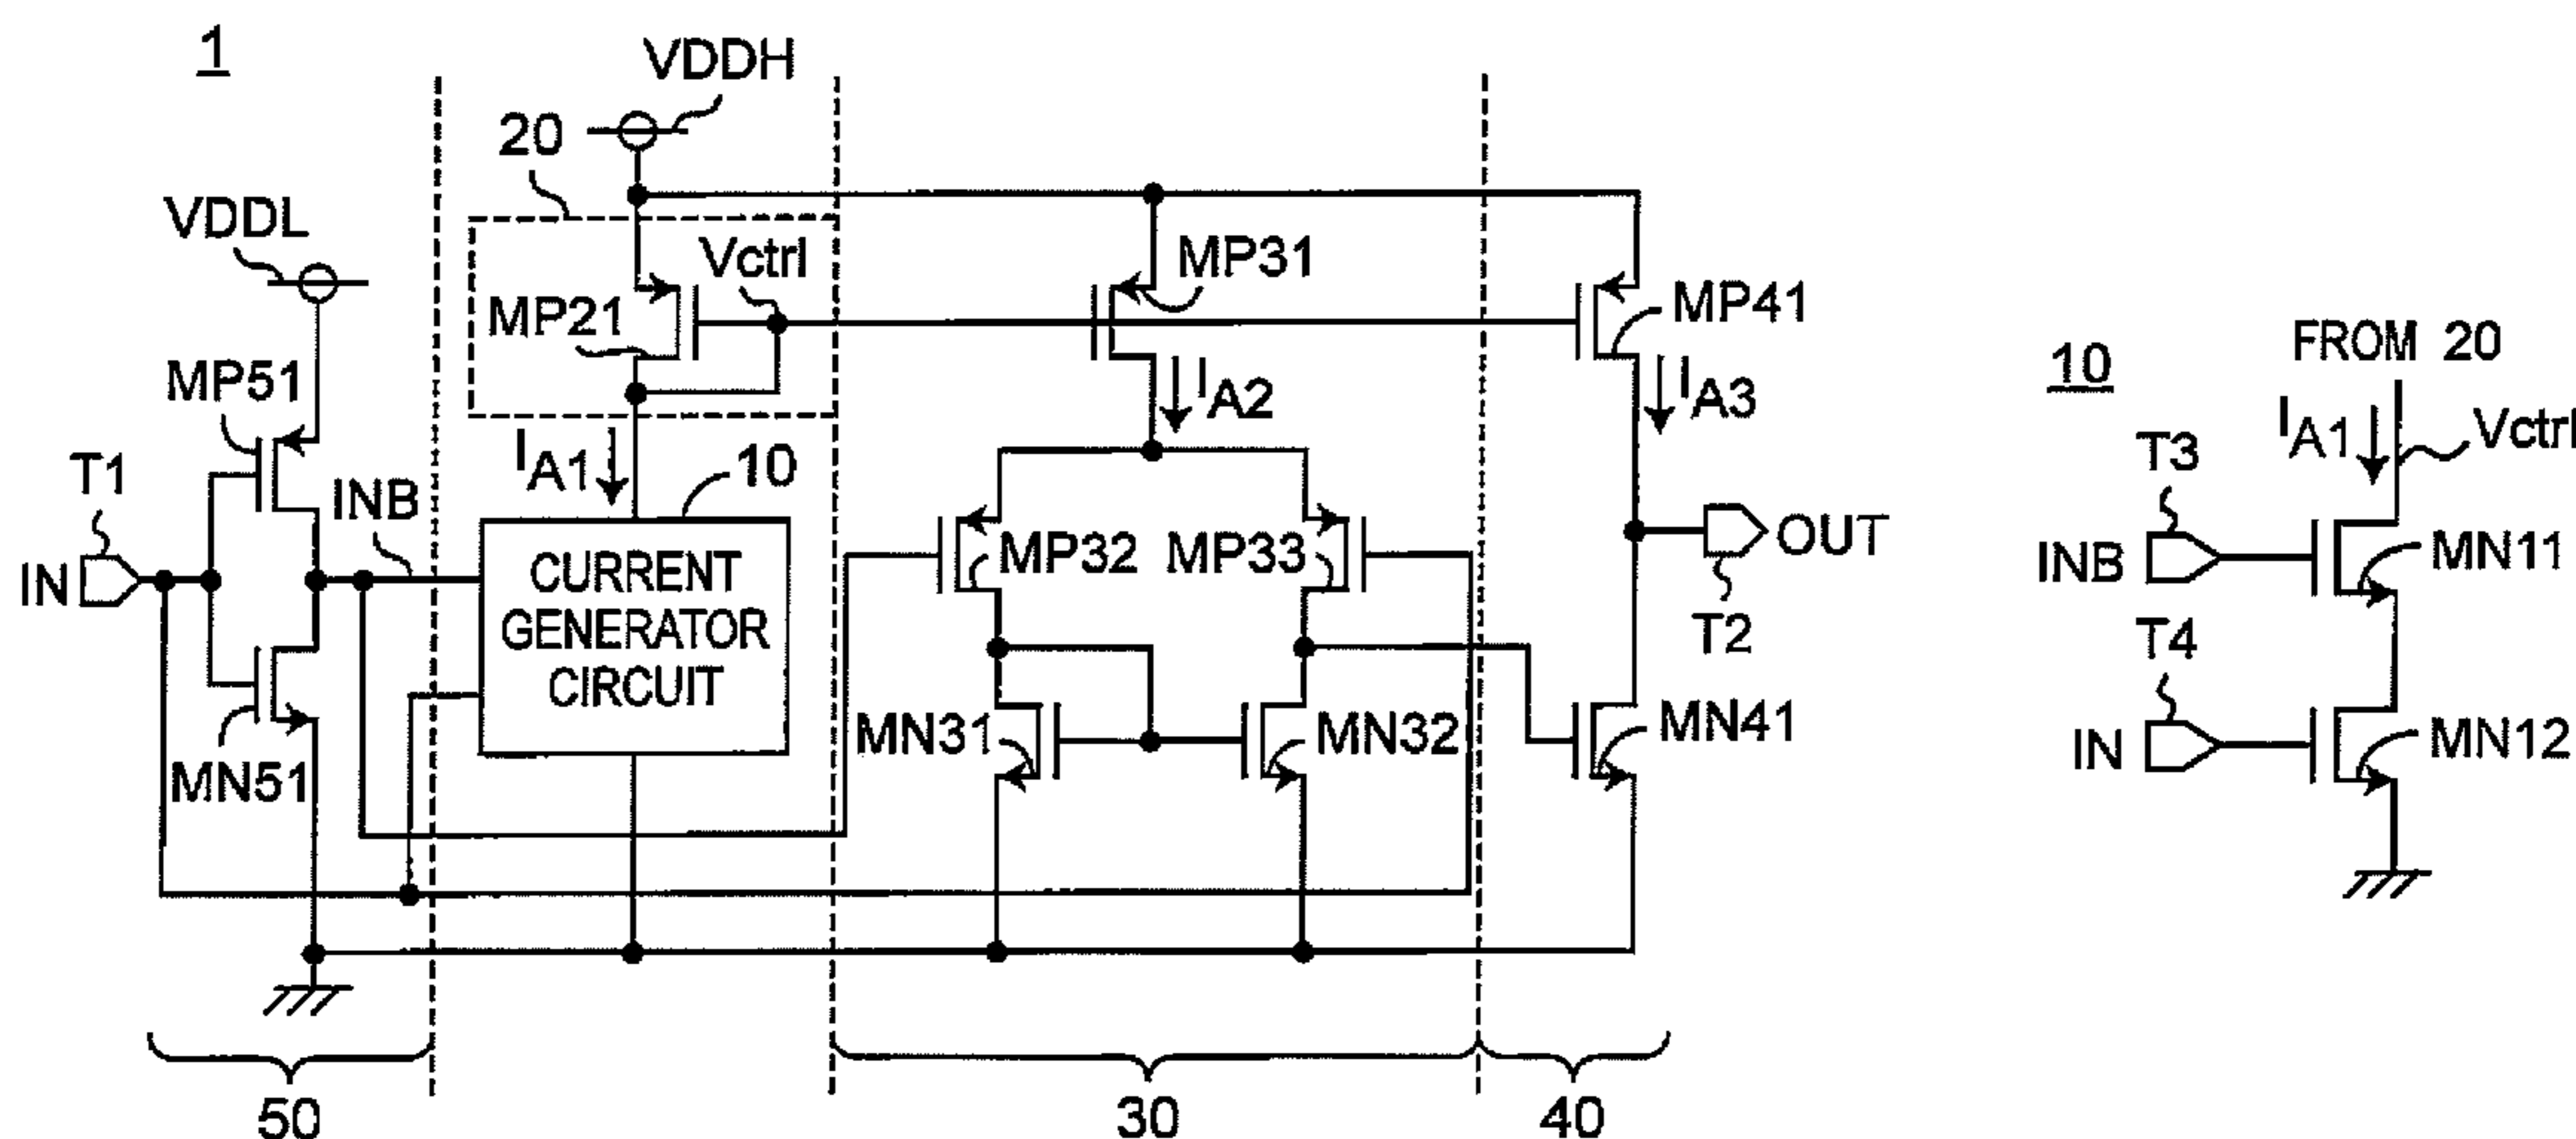 1
VDDH
20
VDDL
Vctrl
MP31
MP21
MP41
MP51
IA2
IA3
T1
INB
IA1
10
IN
CURRENT
GENERATOR
CIRCUIT
MP32
MP33
OUT
T2
MN31
MN32
MN41
MN51
50
30
40
10
FROM 20
IA1
Vctrl
T3
INB
MN11
T4
IN
MN12